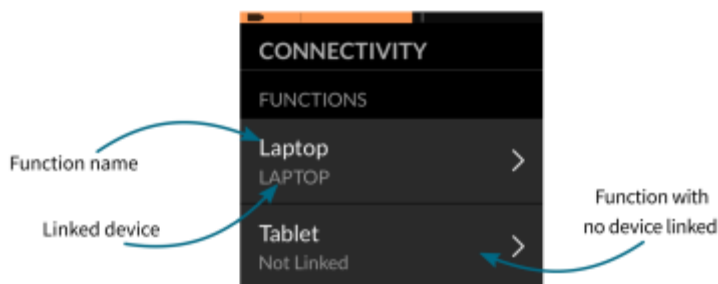 CONNECTIVITY
FUNCTIONS
Function name
Laptop
LAPTOP
Linked device
Tablet
Not Linked
Function with
no device linked